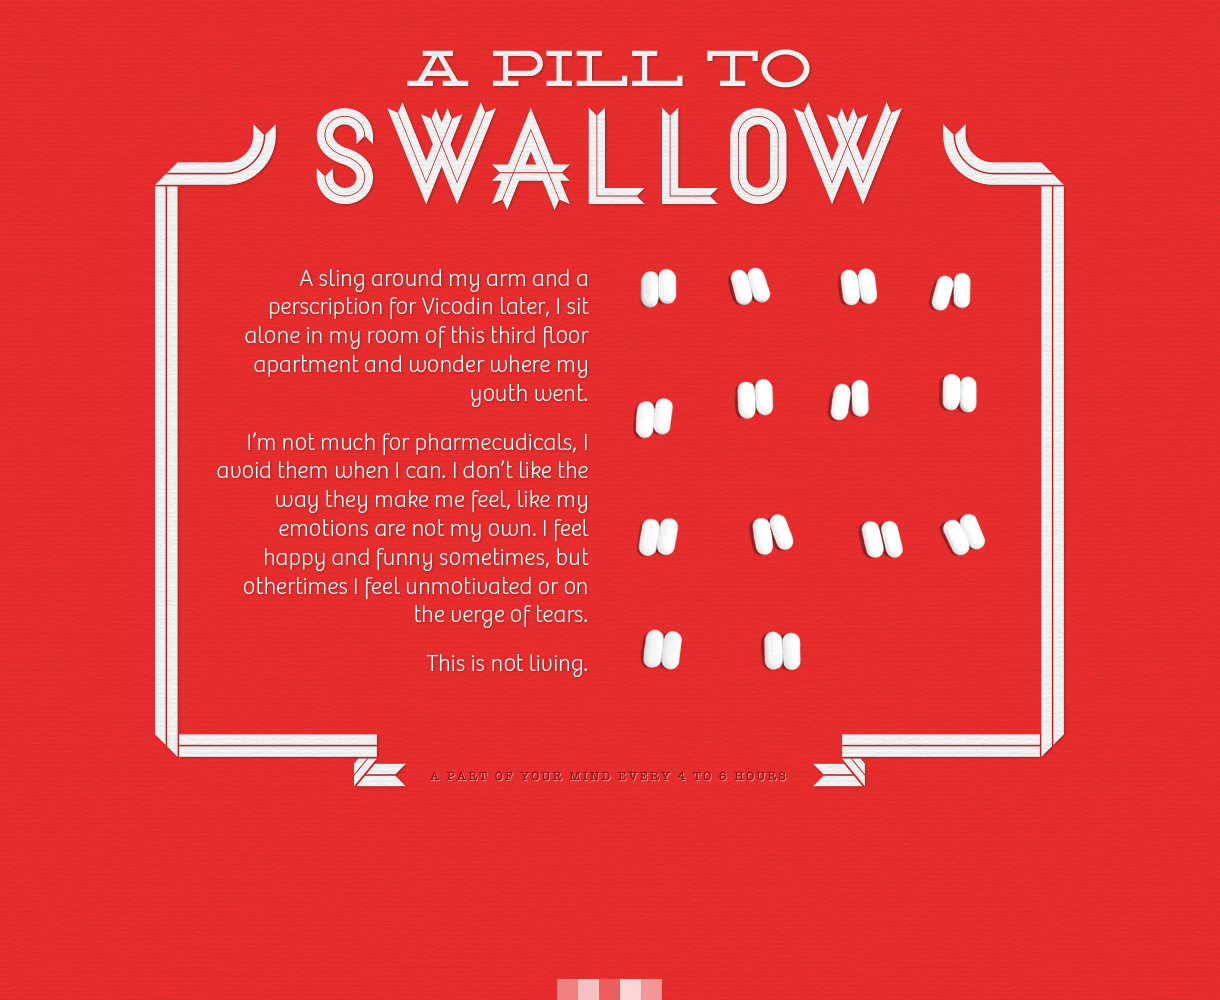 A PILL TO
SWALLOW
A sling around my arm and a
perscription for Vicodin later, I sit
alone in my room of this third floor
apartment and wonder where my
youth went.
I’m not much for pharmecudicals, I
avoid them when I can. I don’t like the
way they make me feel, like my
emotions are not my own. I feel
happy and funny sometimes, but
othertimes I feel unmotivated or on
the verge of tears.
This is not living.
A PART OF YOUR MIND EVERY 4 TO 6 HOURS